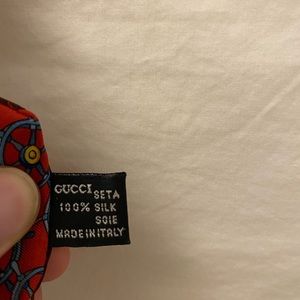 GUCCI SETA
100% SILK
SOIE
MADE IN ITALY